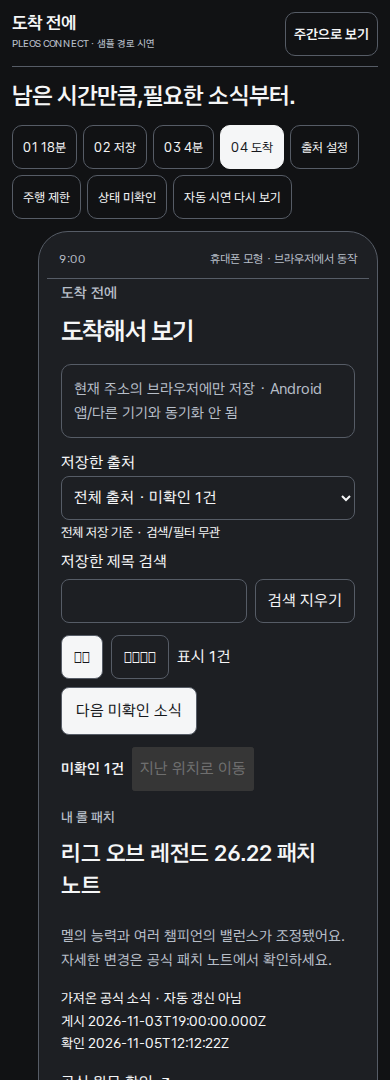 도착 전에
PLEOS CONNECT · 샘플 경로 시연
주간으로 보기
남은 시간만큼,필요한 소식부터.
01 18분
02 저장
03 4분
04 도착
출처 설정
주행 제한
상태 미확인
자동 시연 다시 보기
9:00
휴대폰 모형 · 브라우저에서 동작
도착 전에
도착해서 보기
현재 주소의 브라우저에만 저장 · Android
앱/다른 기기와 동기화 안 됨
저장한 출처
전체 출처 · 미확인 1건
전체 저장 기준 · 검색/필터 무관
저장한 제목 검색
검색 지우기
표시 1건
다음 미확인 소식
미확인 1건
지난 위치로 이동
내 롤 패치
리그 오브 레전드 26.22 패치
노트
멜의 능력과 여러 챔피언의 밸런스가 조정됐어요.
자세한 변경은 공식 패치 노트에서 확인하세요.
가져온 공식 소식 · 자동 갱신 아님
게시 2026-11-03T19:00:00.000Z
확인 2026-11-05T12:12:22Z